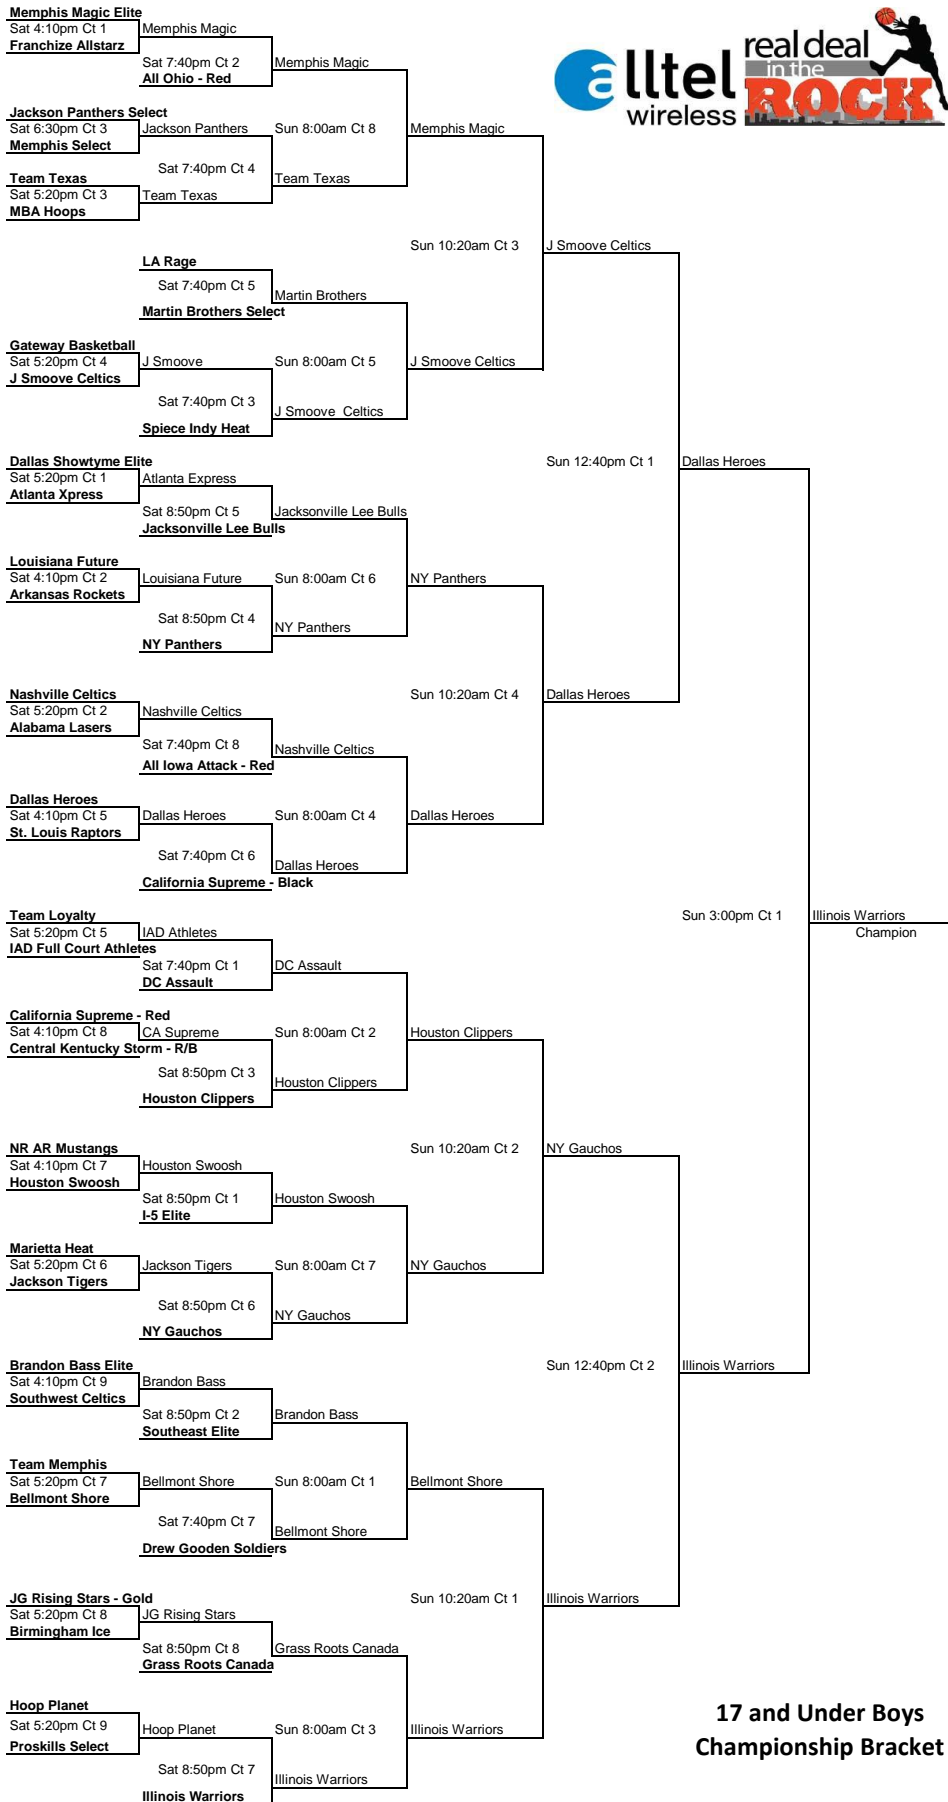 Memphis Magic Elite
Sat 4:10pm Ct 1
Memphis Magic
Franchize Allstarz
Sat 7:40pm Ct 2
Memphis Magic
All Ohio - Red
alltel
wireless
real deal
in the
ROCK
Jackson Panthers Select
Sat 6:30pm Ct 3
Jackson Panthers
Sun 8:00am Ct 8
Memphis Magic
Memphis Select
Sat 7:40pm Ct 4
Team Texas
Team Texas
Sat 5:20pm Ct 3
Team Texas
MBA Hoops
Sun 10:20am Ct 3
J Smoove Celtics
LA Rage
Sat 7:40pm Ct 5
Martin Brothers
Martin Brothers Select
Gateway Basketball
Sat 5:20pm Ct 4
J Smoove
Sun 8:00am Ct 5
J Smoove Celtics
J Smoove Celtics
Sat 7:40pm Ct 3
J Smoove  Celtics
Spiece Indy Heat
Dallas Showtyme Elite
Sun 12:40pm Ct 1
Dallas Heroes
Sat 5:20pm Ct 1
Atlanta Express
Atlanta Xpress
Sat 8:50pm Ct 5
Jacksonville Lee Bulls
Jacksonville Lee Bulls
Louisiana Future
Sat 4:10pm Ct 2
Louisiana Future
Sun 8:00am Ct 6
NY Panthers
Arkansas Rockets
Sat 8:50pm Ct 4
NY Panthers
NY Panthers
Nashville Celtics
Sun 10:20am Ct 4
Dallas Heroes
Sat 5:20pm Ct 2
Nashville Celtics
Alabama Lasers
Sat 7:40pm Ct 8
Nashville Celtics
All Iowa Attack - Red
Dallas Heroes
Sat 4:10pm Ct 5
Dallas Heroes
Sun 8:00am Ct 4
Dallas Heroes
St. Louis Raptors
Sat 7:40pm Ct 6
Dallas Heroes
California Supreme - Black
Team Loyalty
Sun 3:00pm Ct 1
Illinois Warriors
Sat 5:20pm Ct 5
IAD Athletes
Champion
IAD Full Court Athletes
Sat 7:40pm Ct 1
DC Assault
DC Assault
California Supreme - Red
Sat 4:10pm Ct 8
CA Supreme
Sun 8:00am Ct 2
Houston Clippers
Central Kentucky Storm - R/B
Sat 8:50pm Ct 3
Houston Clippers
Houston Clippers
NR AR Mustangs
Sun 10:20am Ct 2
NY Gauchos
Sat 4:10pm Ct 7
Houston Swoosh
Houston Swoosh
Sat 8:50pm Ct 1
Houston Swoosh
I-5 Elite
Marietta Heat
Sat 5:20pm Ct 6
Jackson Tigers
Sun 8:00am Ct 7
NY Gauchos
Jackson Tigers
Sat 8:50pm Ct 6
NY Gauchos
NY Gauchos
Brandon Bass Elite
Sun 12:40pm Ct 2
Illinois Warriors
Sat 4:10pm Ct 9
Brandon Bass
Southwest Celtics
Sat 8:50pm Ct 2
Brandon Bass
Southeast Elite
Team Memphis
Sat 5:20pm Ct 7
Bellmont Shore
Sun 8:00am Ct 1
Bellmont Shore
Bellmont Shore
Sat 7:40pm Ct 7
Bellmont Shore
Drew Gooden Soldiers
JG Rising Stars - Gold
Sun 10:20am Ct 1
Illinois Warriors
Sat 5:20pm Ct 8
JG Rising Stars
Birmingham Ice
Sat 8:50pm Ct 8
Grass Roots Canada
Grass Roots Canada
Hoop Planet
Sat 5:20pm Ct 9
Hoop Planet
Sun 8:00am Ct 3
Illinois Warriors
Proskills Select
Sat 8:50pm Ct 7
Illinois Warriors
Illinois Warriors
17 and Under Boys
Championship Bracket